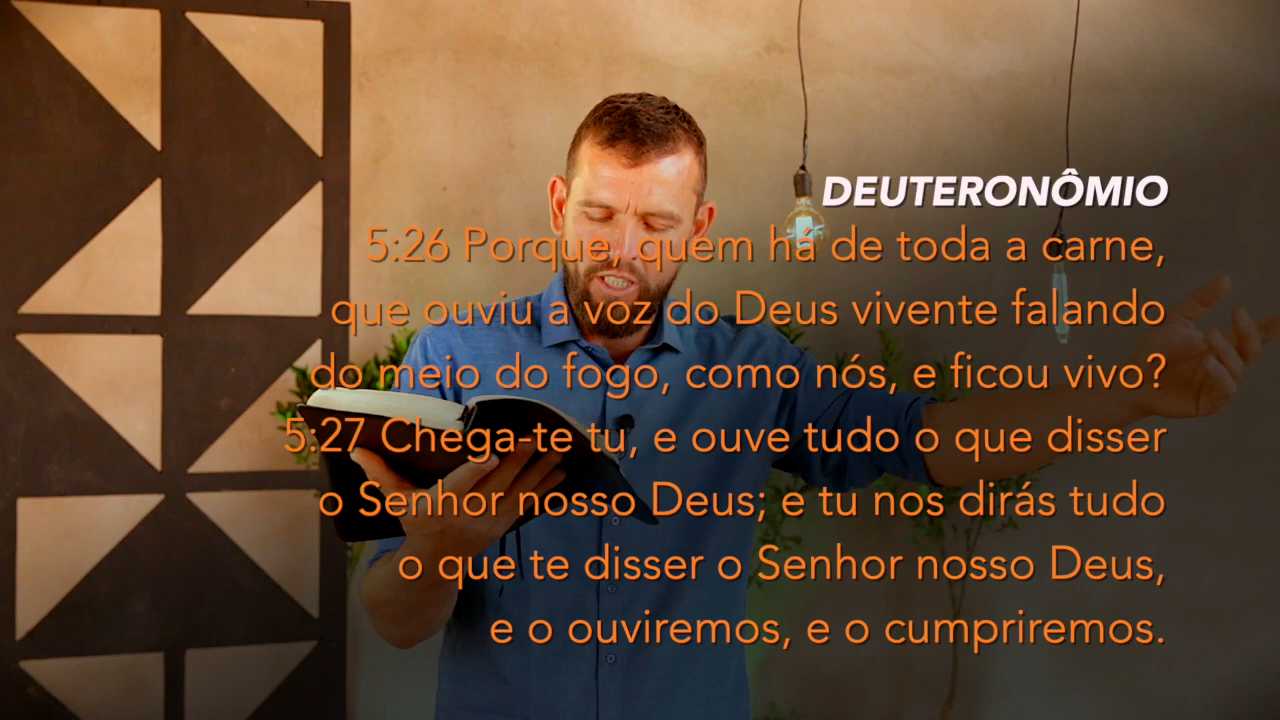 DEUTERONÔMIO
5:26 Porque, quem há de toda a carne,
que ouviu a voz do Deus vivente falando
do meio do fogo, como nós, e ficou vivo?
5:27 Chega-te tu, e ouve tudo o que disser
o Senhor nosso Deus; e tu nos dirás tudo
o que te disser o Senhor nosso Deus,
e o ouviremos, e o cumpriremos.